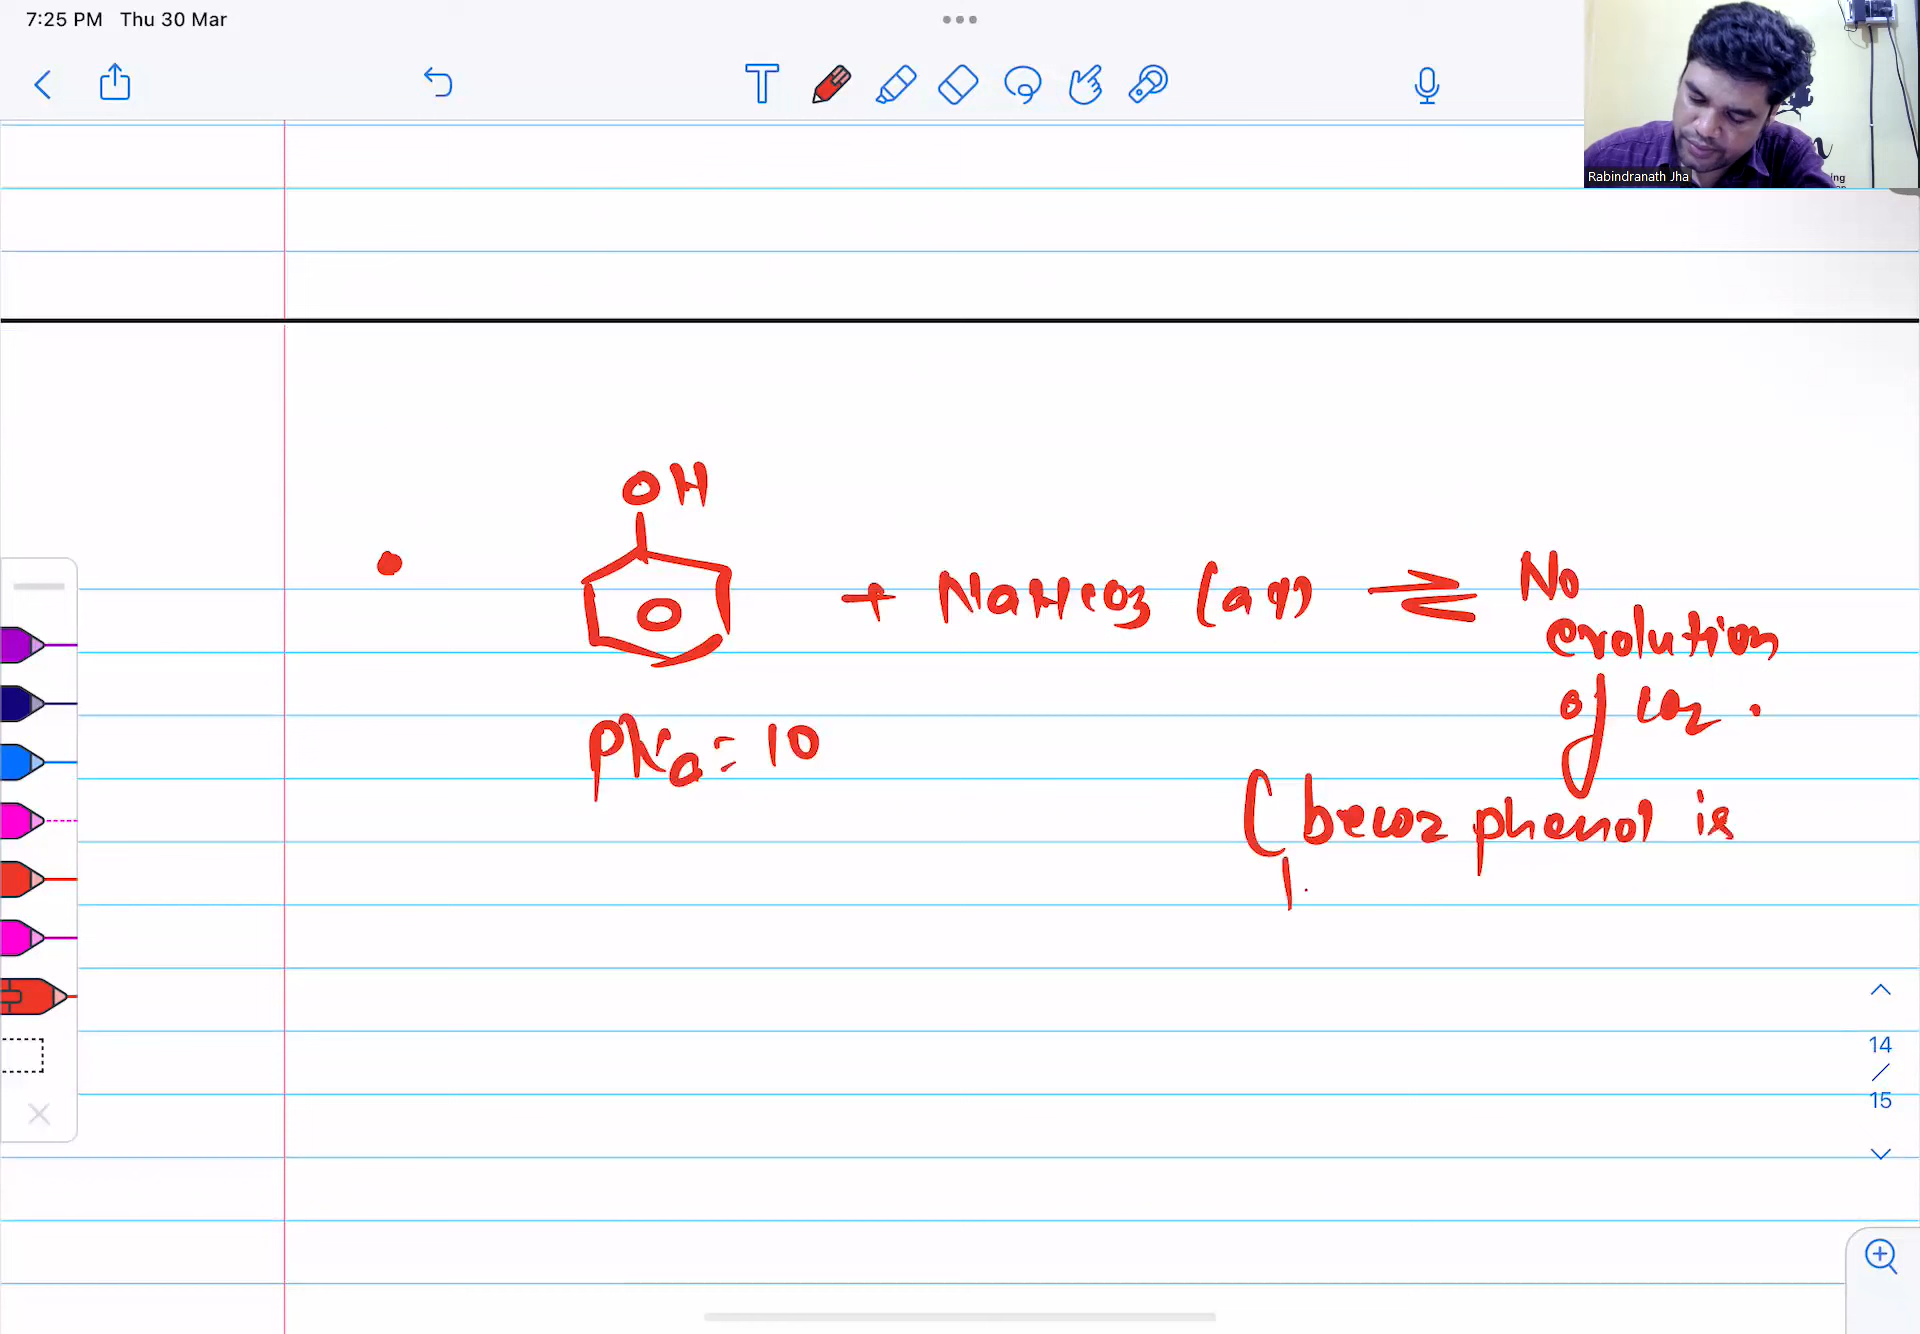 7:25 PM Thu 30 Mar
Rabindranath Jha
OH
+ NaHCO3 (aq) ⇌ No
evolution
of CO2.
PKa = 10
( becoz phenol is
14
/
15